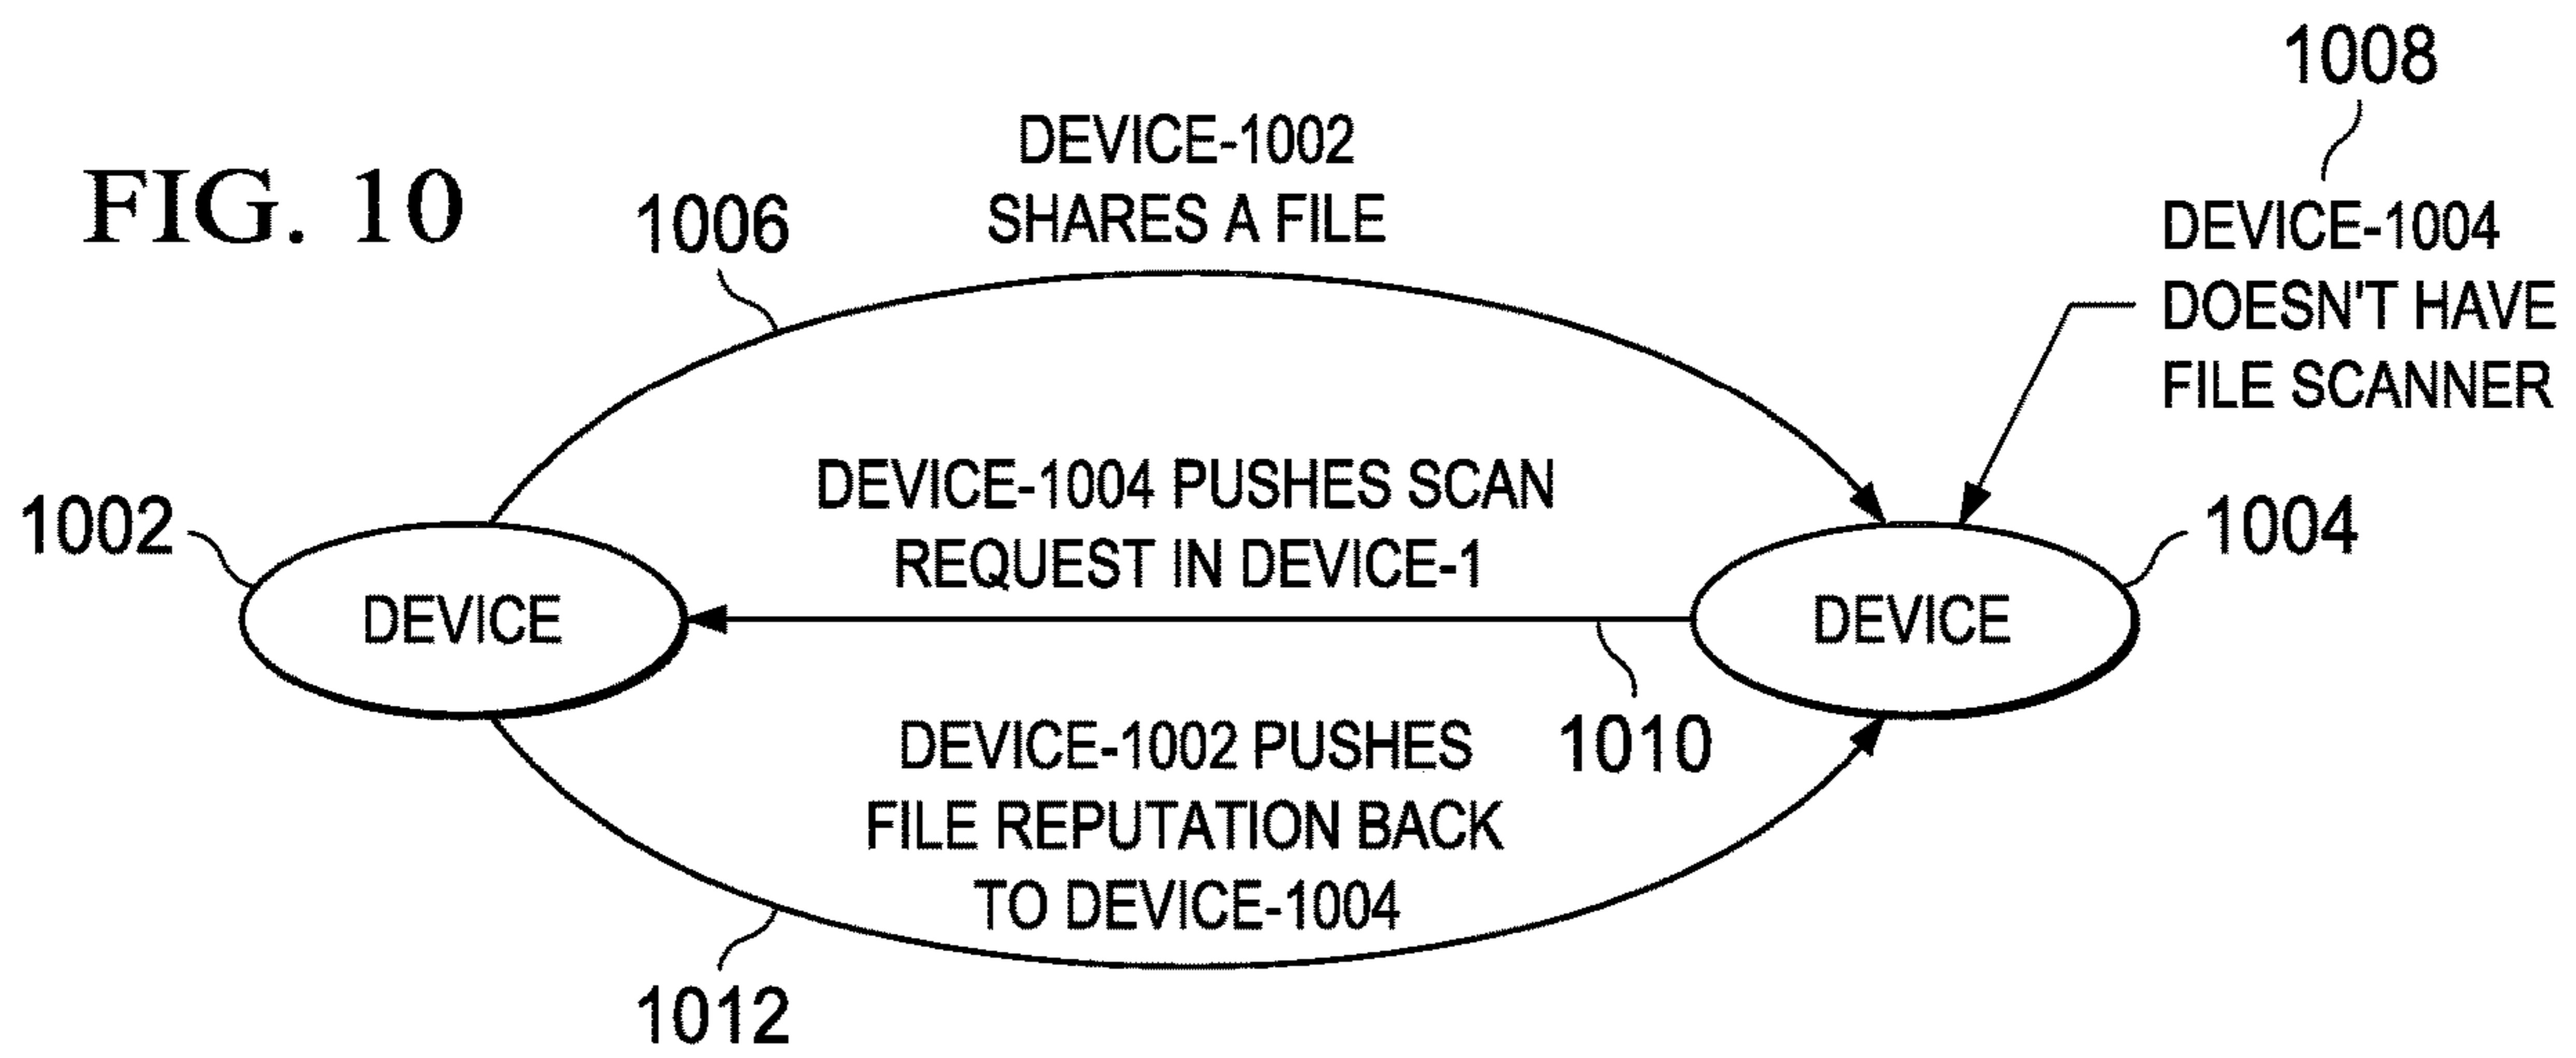 FIG. 10
1006
DEVICE-1002
SHARES A FILE
1008
DEVICE-1004
DOESN'T HAVE
FILE SCANNER
1002
DEVICE
DEVICE-1004 PUSHES SCAN
REQUEST IN DEVICE-1
1004
DEVICE
1010
DEVICE-1002 PUSHES
FILE REPUTATION BACK
TO DEVICE-1004
1012